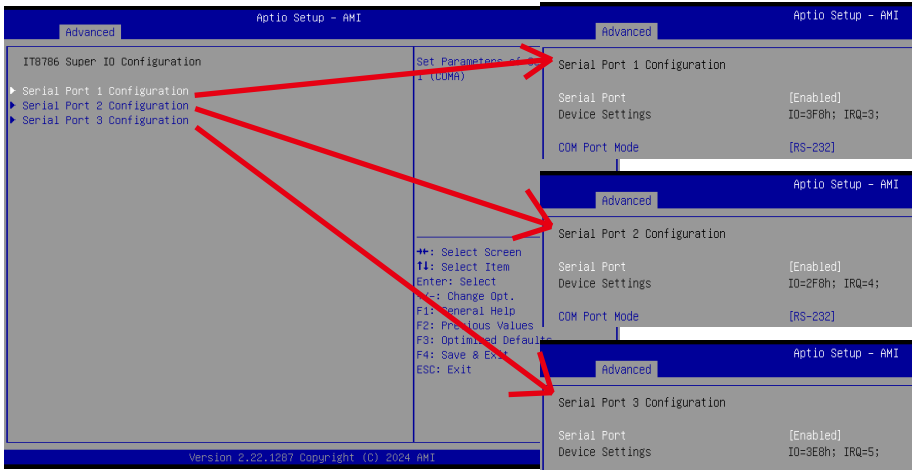 Aptio Setup - AMI
Advanced
IT8786 Super IO Configuration
Serial Port 1 Configuration
Serial Port 2 Configuration
Serial Port 3 Configuration
Set Parameters of
1 (COMA)
: Select Screen
↑↓: Select Item
Enter: Select
+/-: Change Opt.
F1: General Help
F2: Previous Values
F3: Optimized Defaults
F4: Save & Exit
ESC: Exit
Version 2.22.1287 Copyright (C) 2024 AMI
Aptio Setup - AMI
Advanced
Serial Port 1 Configuration
Serial Port [Enabled]
Device Settings IO=3F8h; IRQ=3;
COM Port Mode [RS-232]
Aptio Setup - AMI
Advanced
Serial Port 2 Configuration
Serial Port [Enabled]
Device Settings IO=2F8h; IRQ=4;
COM Port Mode [RS-232]
Aptio Setup - AMI
Advanced
Serial Port 3 Configuration
Serial Port [Enabled]
Device Settings IO=3E8h; IRQ=5;